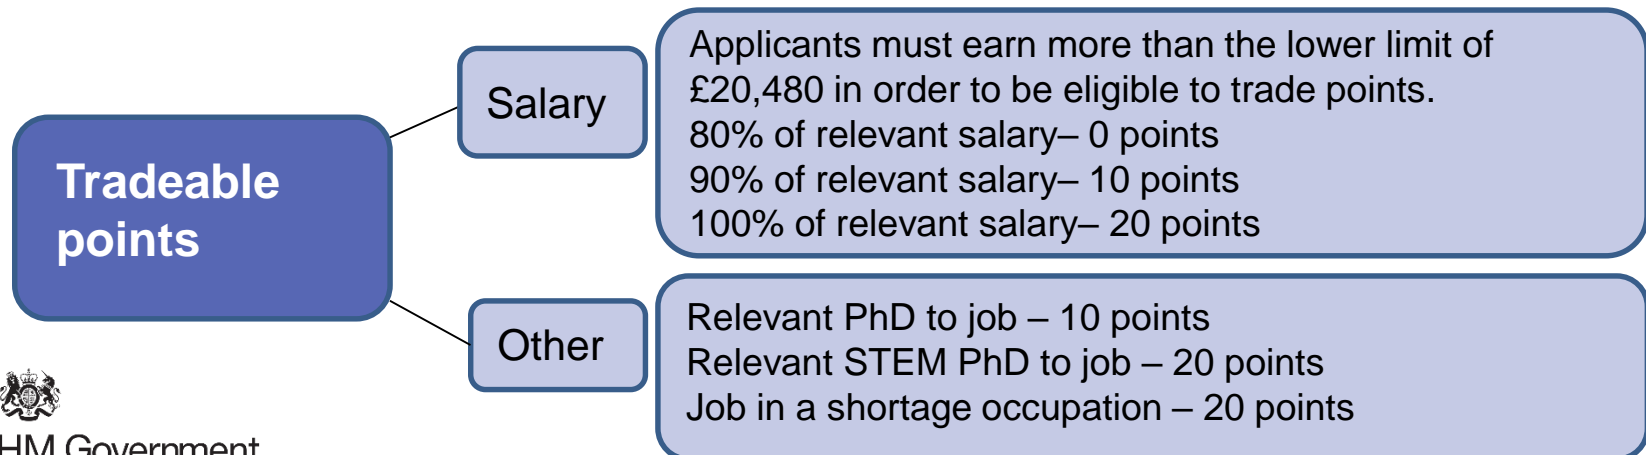 Tradeable
points
Salary
Applicants must earn more than the lower limit of
£20,480 in order to be eligible to trade points.
80% of relevant salary– 0 points
90% of relevant salary– 10 points
100% of relevant salary– 20 points
Other
Relevant PhD to job – 10 points
Relevant STEM PhD to job – 20 points
Job in a shortage occupation – 20 points
HM Government